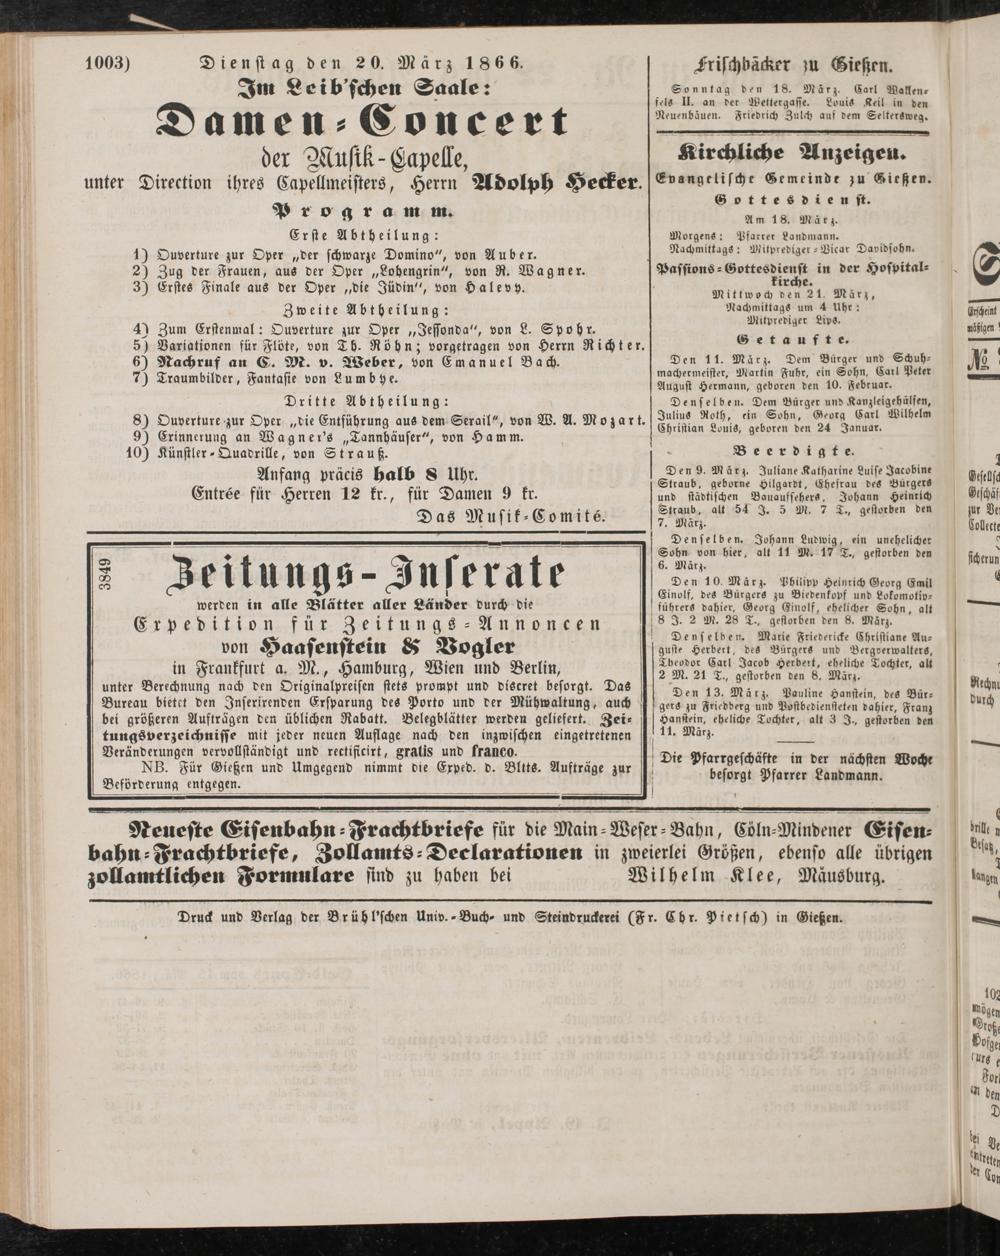 1003) Dienstag den 20. März 1866.
Im Leib'schen Saale:
Damen-Concert
der Musik-Capelle,
unter Direction ihres Capellmeisters, Herrn Adolph Hecker.
Programm.
Erste Abtheilung:
1) Ouverture zur Oper „der schwarze Domino“, von Auber.
2) Zug der Frauen, aus der Oper „Lohengrin“, von R. Wagner.
3) Erstes Finale aus der Oper „die Jüdin“, von Halevy.
Zweite Abtheilung:
4) Zum Erstenmal: Ouverture zur Oper „Jessonda“, von L. Spohr.
5) Variationen für Flöte, von Th. Röhn; vorgetragen von Herrn Richter.
6) Nachruf an C. M. v. Weber, von Emanuel Bach.
7) Traumbilder, Fantasie von Lumbye.
Dritte Abtheilung:
8) Ouverture zur Oper „die Entführung aus dem Serail“, von W. A. Mozart.
9) Erinnerung an Wagner's „Tannhäuser“, von Hamm.
10) Künstler-Quadrille, von Strauß.
Anfang präcis halb 8 Uhr.
Entrée für Herren 12 kr., für Damen 9 kr.
Das Musik-Comité.
3849
Zeitungs-Inserate
werden in alle Blätter aller Länder durch die
Expedition für Zeitungs-Annoncen
von Haasenstein & Vogler
in Frankfurt a. M., Hamburg, Wien und Berlin,
unter Berechnung nach den Originalpreisen stets prompt und discret besorgt. Das
Bureau bietet den Inserirenden Ersparung des Porto und der Mühwaltung, auch
bei größeren Aufträgen den üblichen Rabatt. Belegblätter werden geliefert. Zei-
tungsverzeichnisse mit jeder neuen Auflage nach den inzwischen eingetretenen
Veränderungen vervollständigt und rectificirt, gratis und franco.
NB. Für Gießen und Umgegend nimmt die Exped. d. Bltts. Aufträge zur
Beförderung entgegen.
Frischbäcker zu Gießen.
Sonntag den 18. März. Carl Wallen-
fels II. an der Wettergasse. Louis Keil in den
Neuenbäuen. Friedrich Zulch auf dem Seltersweg.
Kirchliche Anzeigen.
Evangelische Gemeinde zu Gießen.
Gottesdienst.
Am 18. März.
Morgens: Pfarrer Landmann.
Nachmittags: Mitprediger-Vicar Davidsohn.
Passions-Gottesdienst in der Hospital-
kirche.
Mittwoch den 21. März,
Nachmittags um 4 Uhr:
Mitprediger Lips.
Getaufte.
Den 11. März. Dem Bürger und Schuh-
machermeister, Martin Fuhr, ein Sohn, Carl Peter
August Hermann, geboren den 10. Februar.
Denselben. Dem Bürger und Kanzleigehülfen,
Julius Roth, ein Sohn, Georg Carl Wilhelm
Christian Louis, geboren den 24 Januar.
Beerdigte.
Den 9. März. Juliane Katharine Luise Jacobine
Straub, geborne Hilgardt, Ehefrau des Bürgers
und städtischen Bauaufsehers, Johann Heinrich
Straub, alt 54 J. 5 M. 7 T., gestorben den
7. März.
Denselben. Johann Ludwig, ein unehelicher
Sohn von hier, alt 11 M. 17 T., gestorben den
6. März.
Den 10. März. Philipp Heinrich Georg Emil
Einolf, des Bürgers zu Biedenkopf und Lokomotiv-
führers dahier, Georg Einolf, ehelicher Sohn, alt
8 J. 2 M. 28 T., gestorben den 8. März.
Denselben. Marie Friedericke Christiane Au-
guste Herbert, des Bürgers und Bergverwalters,
Theodor Carl Jacob Herbert, eheliche Tochter, alt
2 M. 21 T., gestorben den 8. März.
Den 13. März. Pauline Hanstein, des Bür-
gers zu Friedberg und Postbediensteten dahier, Franz
Hanstein, eheliche Tochter, alt 3 J., gestorben den
11. März.
Die Pfarrgeschäfte in der nächsten Woche
besorgt Pfarrer Landmann.
Neueste Eisenbahn-Frachtbriefe für die Main-Weser-Bahn, Cöln-Mindener Eisen-
bahn-Frachtbriefe, Zollamts-Declarationen in zweierlei Größen, ebenso alle übrigen
zollamtlichen Formulare sind zu haben bei Wilhelm Klee, Mäusburg.
Druck und Verlag der Brühl'schen Univ.-Buch- und Steindruckerei (Fr. Chr. Pietsch) in Gießen.